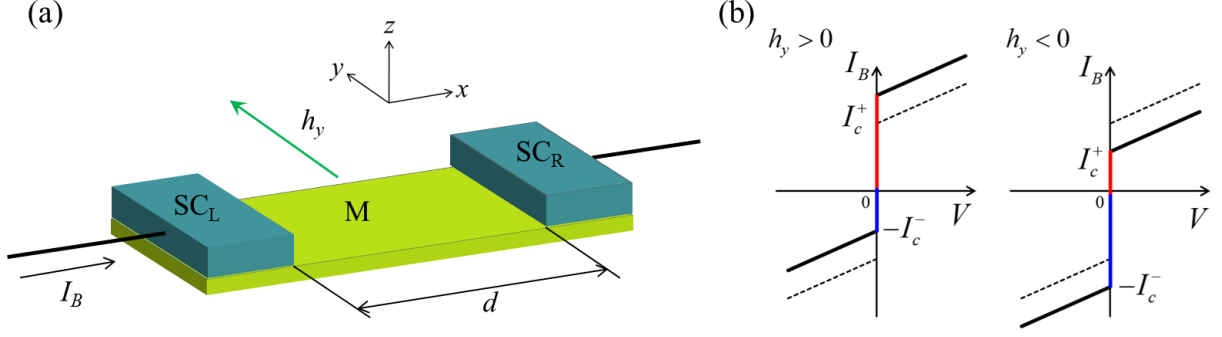 (a)
z
y
x
h_y
SC_L
M
SC_R
I_B
d
(b)
h_y > 0
I_B
I_c^+
0
V
-I_c^-
h_y < 0
I_B
I_c^+
0
V
-I_c^-